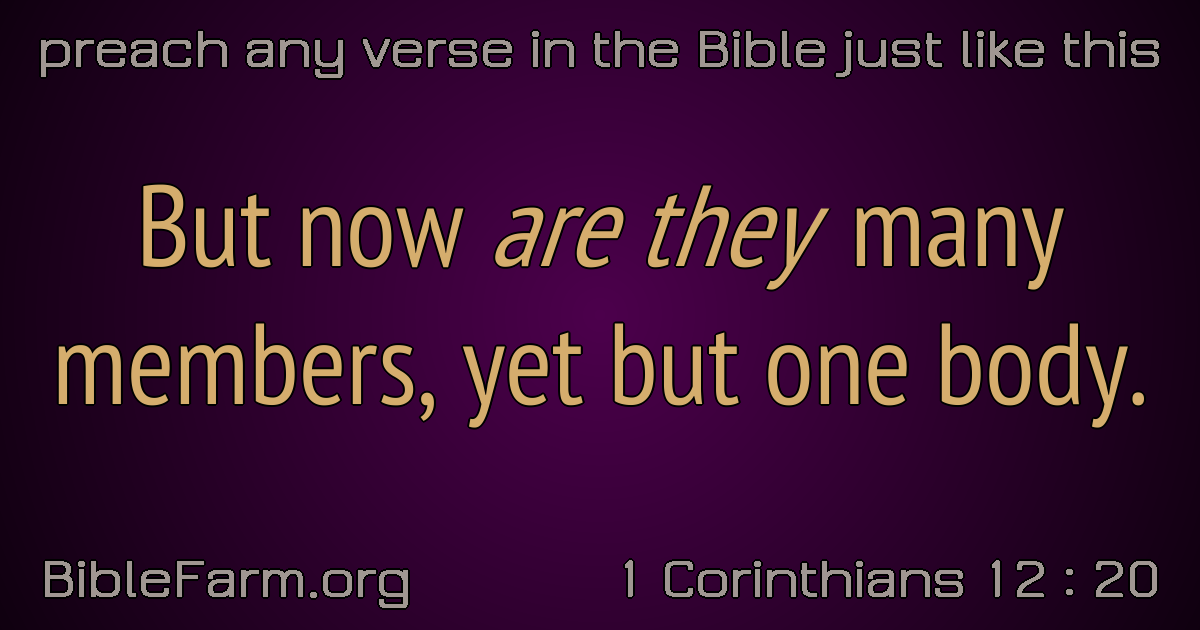 preach any verse in the Bible just like this
But now are they many
members, yet but one body.
BibleFarm.org
1 Corinthians 12 : 20